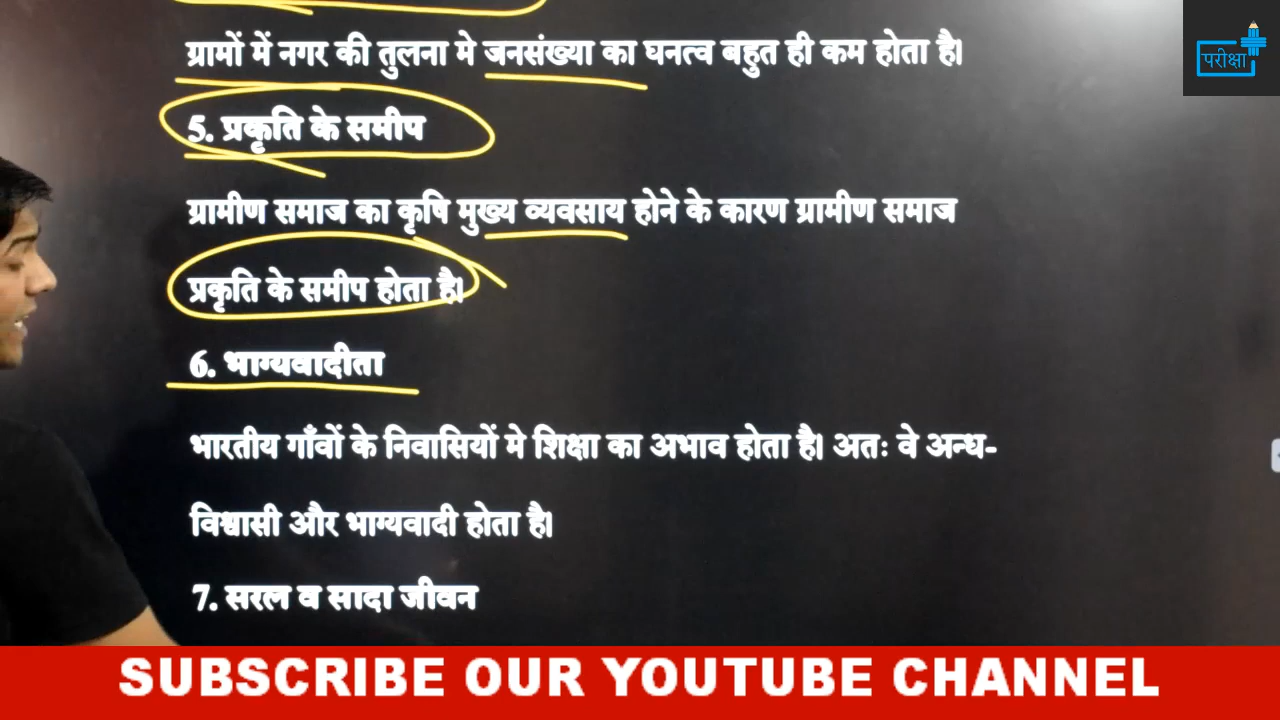 ग्रामों में नगर की तुलना मे जनसंख्या का घनत्व बहुत ही कम होता है।
परीक्षा
5. प्रकृति के समीप
ग्रामीण समाज का कृषि मुख्य व्यवसाय होने के कारण ग्रामीण समाज
प्रकृति के समीप होता है।
6. भाग्यवादीता
भारतीय गाँवों के निवासियों मे शिक्षा का अभाव होता है। अतः वे अन्ध-
विश्वासी और भाग्यवादी होता है।
7. सरल व सादा जीवन
SUBSCRIBE OUR YOUTUBE CHANNEL